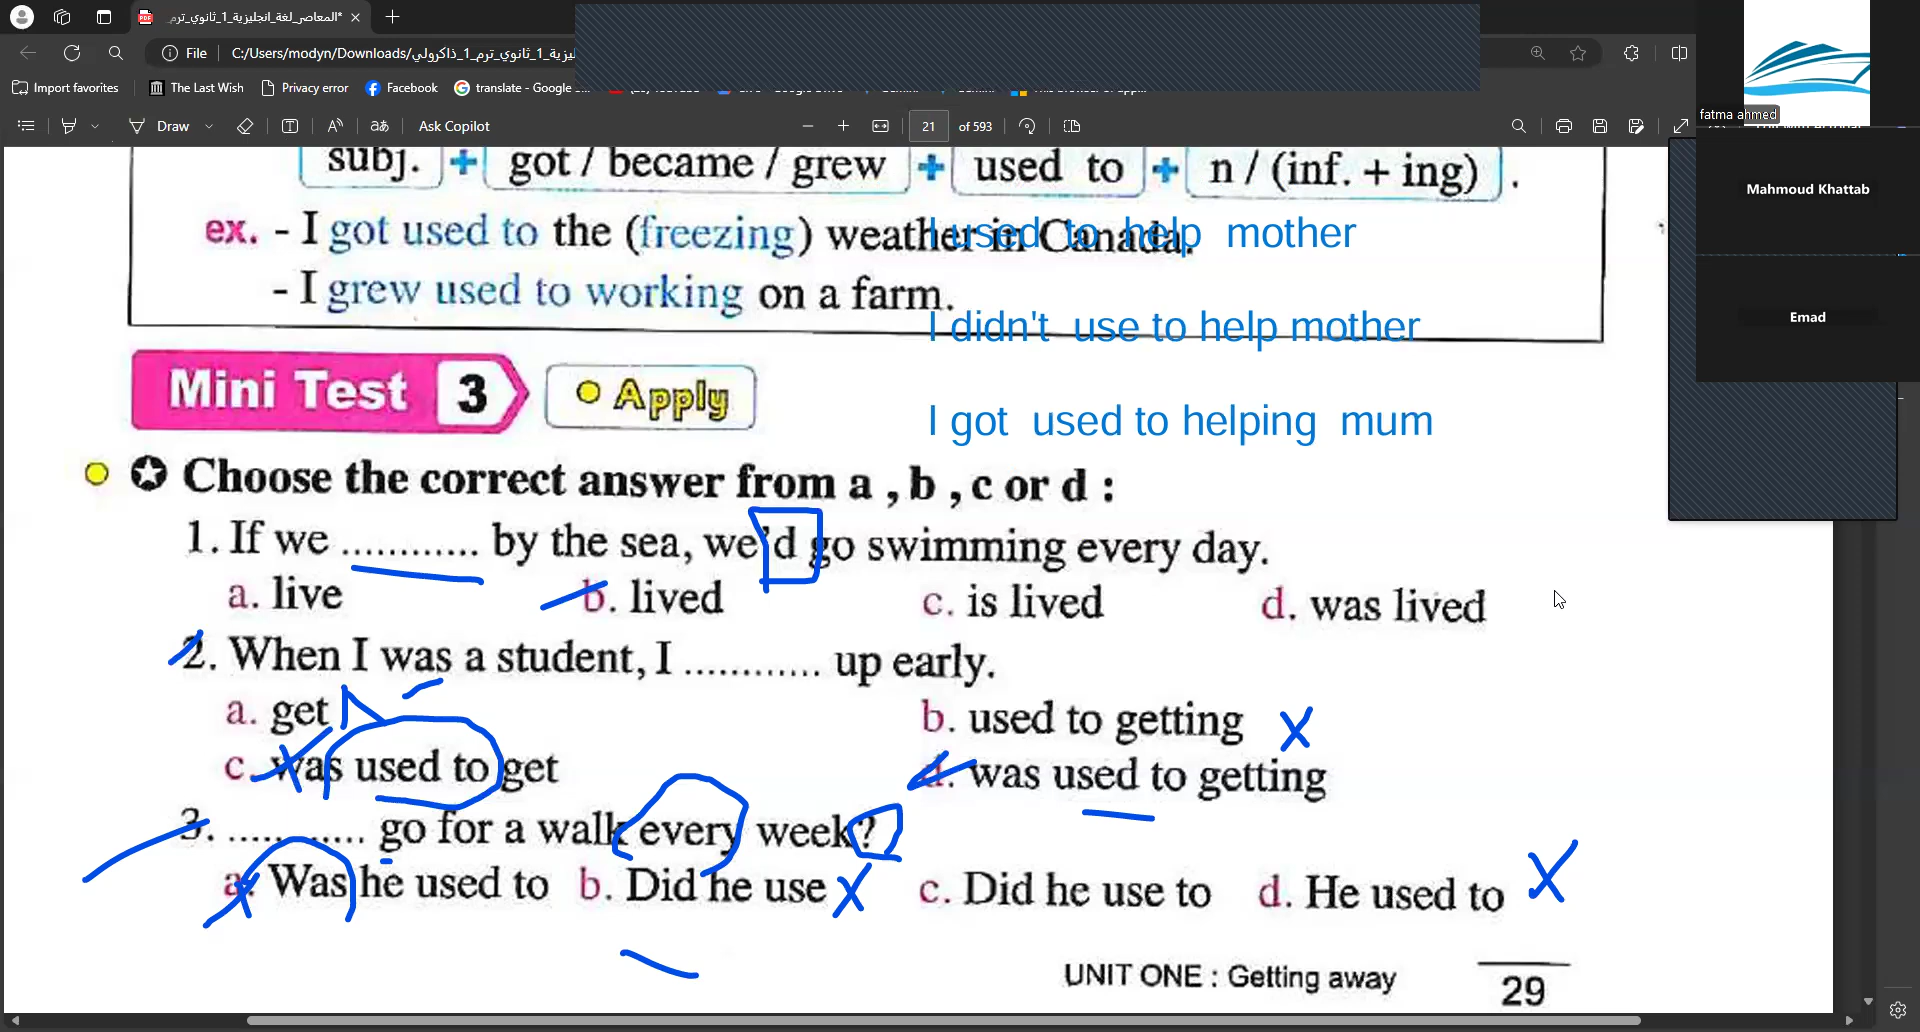 *المعاصر_لغة_انجليزية_1_ثانوي_ترم
File
C:/Users/modyn/Downloads/ليزية_1_ثانوي_ترم_1_ذاكرولي
Import favorites
The Last Wish
Privacy error
Facebook
translate - Google
Draw
Ask Copilot
21 of 593
fatma ahmed
Mahmoud Khattab
Emad
subj. + got / became / grew + used to + n / (inf. + ing) .
ex. - I got used to the (freezing) weather in Canada.
I used to help mother
- I grew used to working on a farm.
I didn't use to help mother
Mini Test 3
Apply
I got used to helping mum
Choose the correct answer from a , b , c or d :
1. If we ............ by the sea, we'd go swimming every day.
a. live b. lived c. is lived d. was lived
2. When I was a student, I ............ up early.
a. get b. used to getting x
c. was used to get d. was used to getting
3. ............ go for a walk every week?
a. Was he used to b. Did he use x c. Did he use to d. He used to x
UNIT ONE : Getting away
29